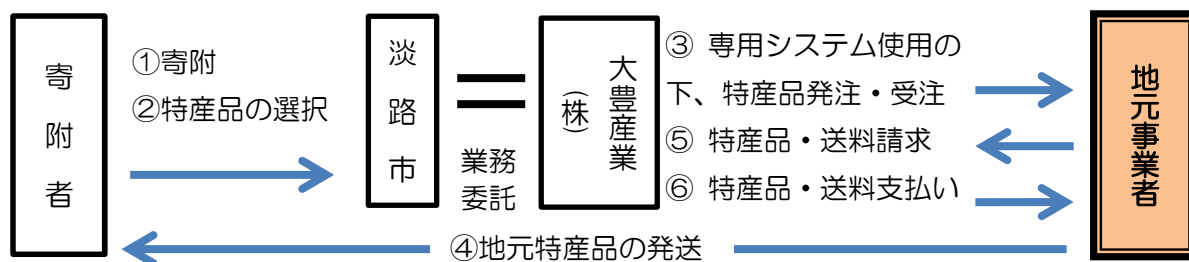 寄附者
①寄附
②特産品の選択
淡路市
業務
委託
大豊産業
(株)
③ 専用システム使用の
下、特産品発注・受注
⑤ 特産品・送料請求
⑥ 特産品・送料支払い
地元事業者
④地元特産品の発送